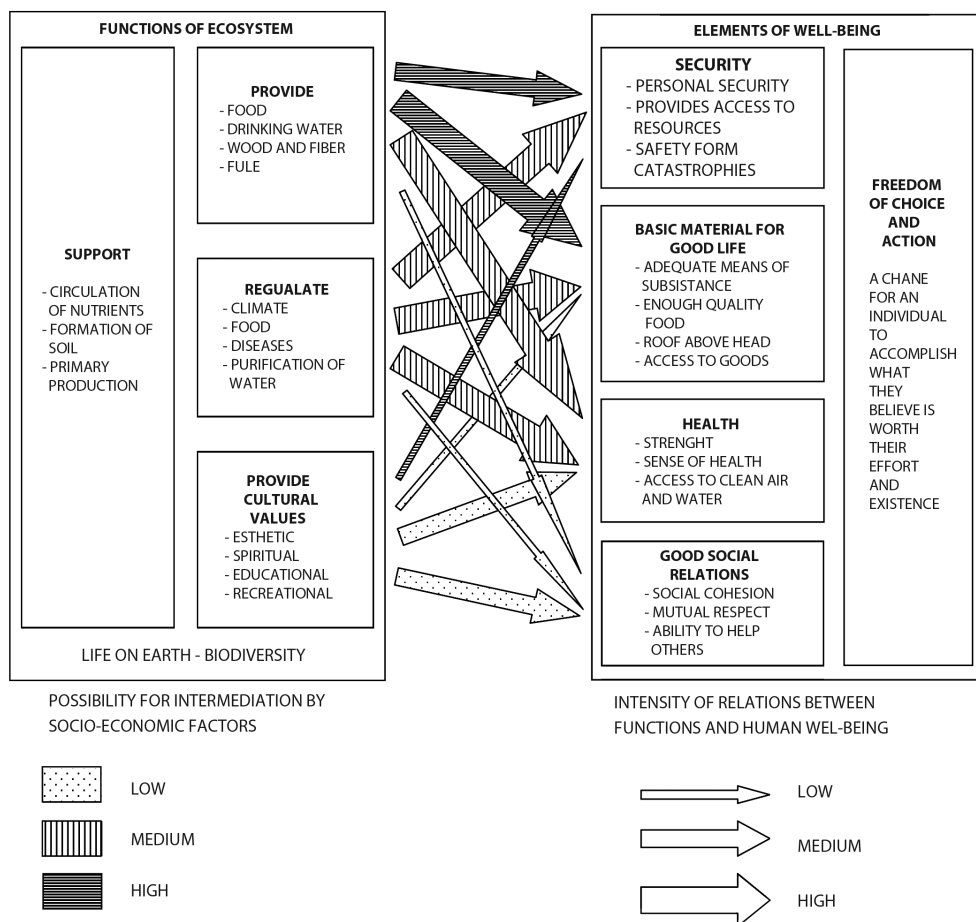 FUNCTIONS OF ECOSYSTEM
SUPPORT
- CIRCULATION
OF NUTRIENTS
- FORMATION OF
SOIL
- PRIMARY
PRODUCTION
PROVIDE
- FOOD
- DRINKING WATER
- WOOD AND FIBER
- FULE
REGUALATE
- CLIMATE
- FOOD
- DISEASES
- PURIFICATION OF
WATER
PROVIDE
CULTURAL
VALUES
- ESTHETIC
- SPIRITUAL
- EDUCATIONAL
- RECREATIONAL
LIFE ON EARTH - BIODIVERSITY
ELEMENTS OF WELL-BEING
SECURITY
- PERSONAL SECURITY
- PROVIDES ACCESS TO
RESOURCES
- SAFETY FORM
CATASTROPHIES
BASIC MATERIAL FOR
GOOD LIFE
- ADEQUATE MEANS OF
SUBSISTANCE
- ENOUGH QUALITY
FOOD
- ROOF ABOVE HEAD
- ACCESS TO GOODS
HEALTH
- STRENGHT
- SENSE OF HEALTH
- ACCESS TO CLEAN AIR
AND WATER
GOOD SOCIAL
RELATIONS
- SOCIAL COHESION
- MUTUAL RESPECT
- ABILITY TO HELP
OTHERS
FREEDOM
OF CHOICE
AND
ACTION
A CHANE
FOR AN
INDIVIDUAL
TO
ACCOMPLISH
WHAT
THEY
BELIEVE IS
WORTH
THEIR
EFFORT
AND
EXISTENCE
POSSIBILITY FOR INTERMEDIATION BY
SOCIO-ECONOMIC FACTORS
LOW
MEDIUM
HIGH
INTENSITY OF RELATIONS BETWEEN
FUNCTIONS AND HUMAN WEL-BEING
LOW
MEDIUM
HIGH